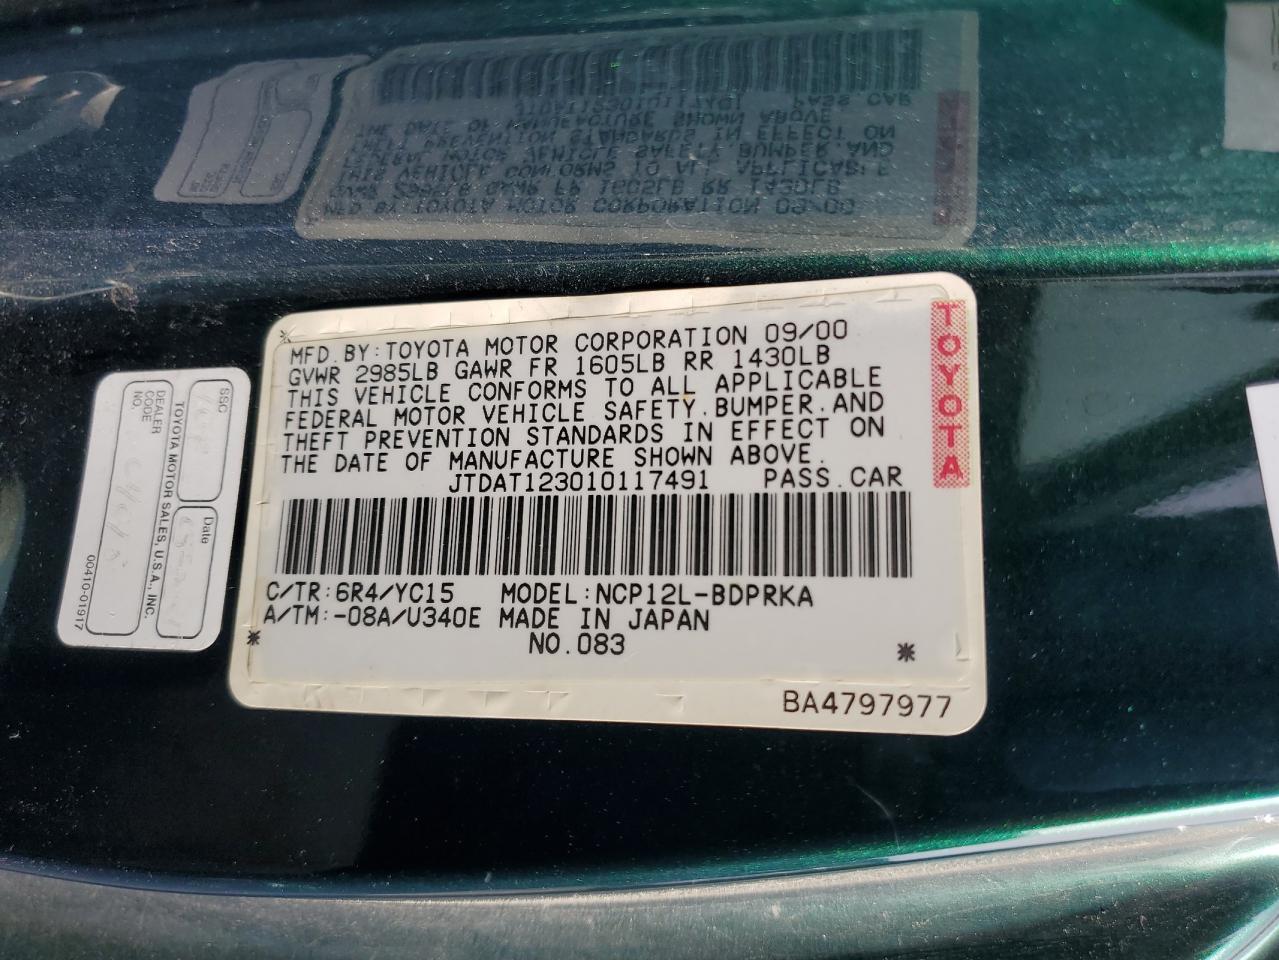 MFD. BY: TOYOTA MOTOR CORPORATION 09/00
GVWR 2985LB GAWR FR 1605LB RR 1430LB
THIS VEHICLE CONFORMS TO ALL APPLICABLE
FEDERAL MOTOR VEHICLE SAFETY. BUMPER. AND
THEFT PREVENTION STANDARDS IN EFFECT ON
THE DATE OF MANUFACTURE SHOWN ABOVE.
JTDAT123010117491 PASS. CAR
C/TR: 6R4/YC15 MODEL: NCP12L-BDPRKA
A/TM: -08A/U340E MADE IN JAPAN
NO. 083
BA4797977
TOYOTA
SSC
TOYOTA MOTOR SALES, U.S.A., INC.
DEALER
CODE
NO.
Date
00410-01917